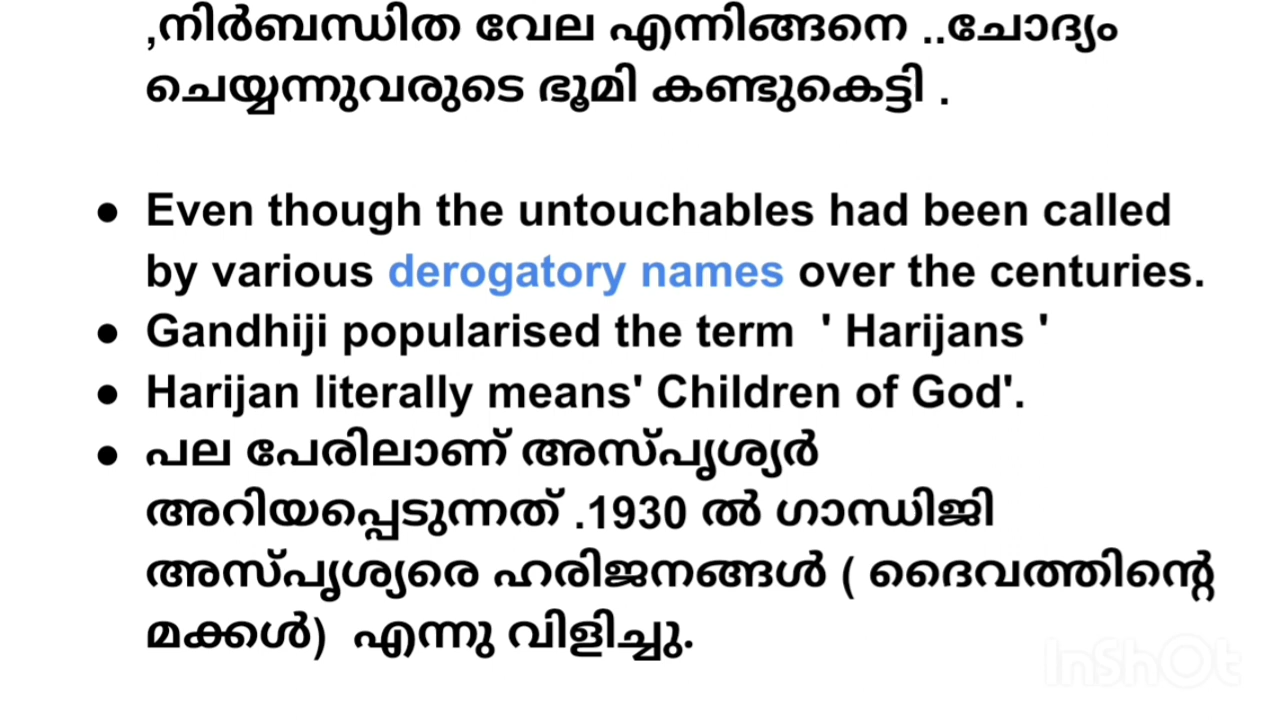 ,നിർബന്ധിത വേല എന്നിങ്ങനെ ..ചോദ്യം
ചെയ്യന്നുവരുടെ ഭൂമി കണ്ടുകെട്ടി .
● Even though the untouchables had been called
by various derogatory names over the centuries.
● Gandhiji popularised the term ' Harijans '
● Harijan literally means' Children of God'.
● പല പേരിലാണ് അസ്പൃശ്യർ
അറിയപ്പെടുന്നത് .1930 ൽ ഗാന്ധിജി
അസ്പൃശ്യരെ ഹരിജനങ്ങൾ ( ദൈവത്തിന്റെ
മക്കൾ) എന്നു വിളിച്ചു.
InShOt